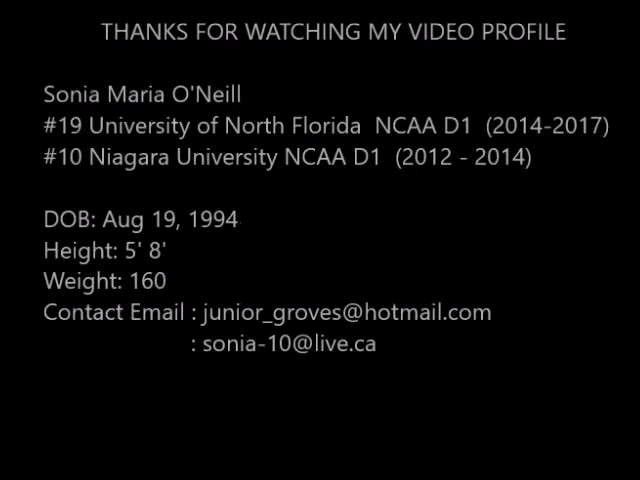 THANKS FOR WATCHING MY VIDEO PROFILE
Sonia Maria O'Neill
#19 University of North Florida NCAA D1 (2014-2017)
#10 Niagara University NCAA D1 (2012 - 2014)
DOB: Aug 19, 1994
Height: 5' 8'
Weight: 160
Contact Email : junior_groves@hotmail.com
: sonia-10@live.ca